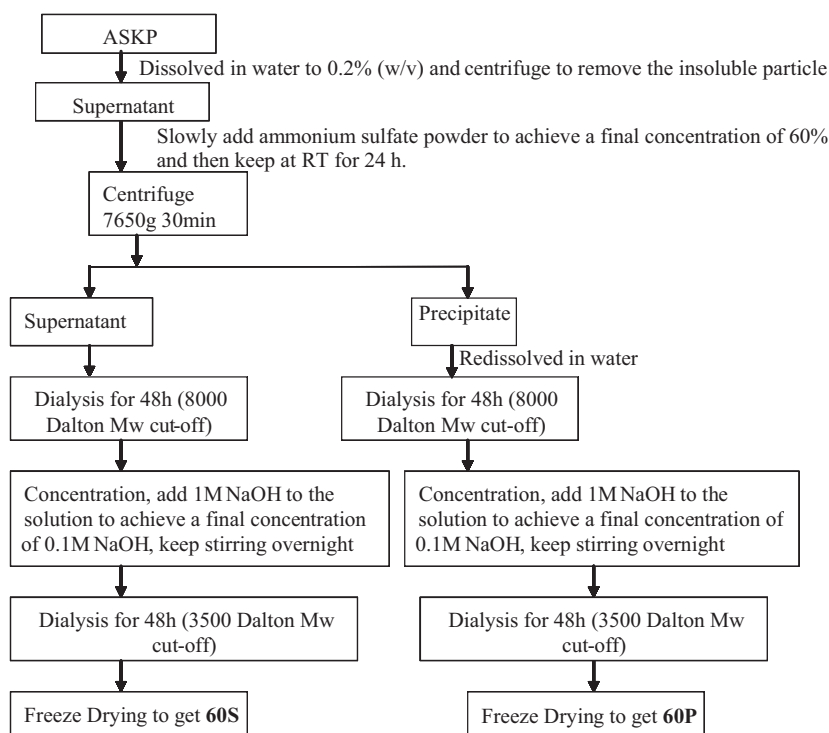 ASKP
Dissolved in water to 0.2% (w/v) and centrifuge to remove the insoluble particle
Supernatant
Slowly add ammonium sulfate powder to achieve a final concentration of 60%
and then keep at RT for 24 h.
Centrifuge
7650g 30min
Supernatant
Precipitate
Redissolved in water
Dialysis for 48h (8000
Dalton Mw cut-off)
Dialysis for 48h (8000
Dalton Mw cut-off)
Concentration, add 1M NaOH to the
solution to achieve a final concentration
of 0.1M NaOH, keep stirring overnight
Concentration, add 1M NaOH to the
solution to achieve a final concentration of
0.1M NaOH, keep stirring overnight
Dialysis for 48h (3500 Dalton Mw
cut-off)
Dialysis for 48h (3500 Dalton Mw
cut-off)
Freeze Drying to get 60S
Freeze Drying to get 60P